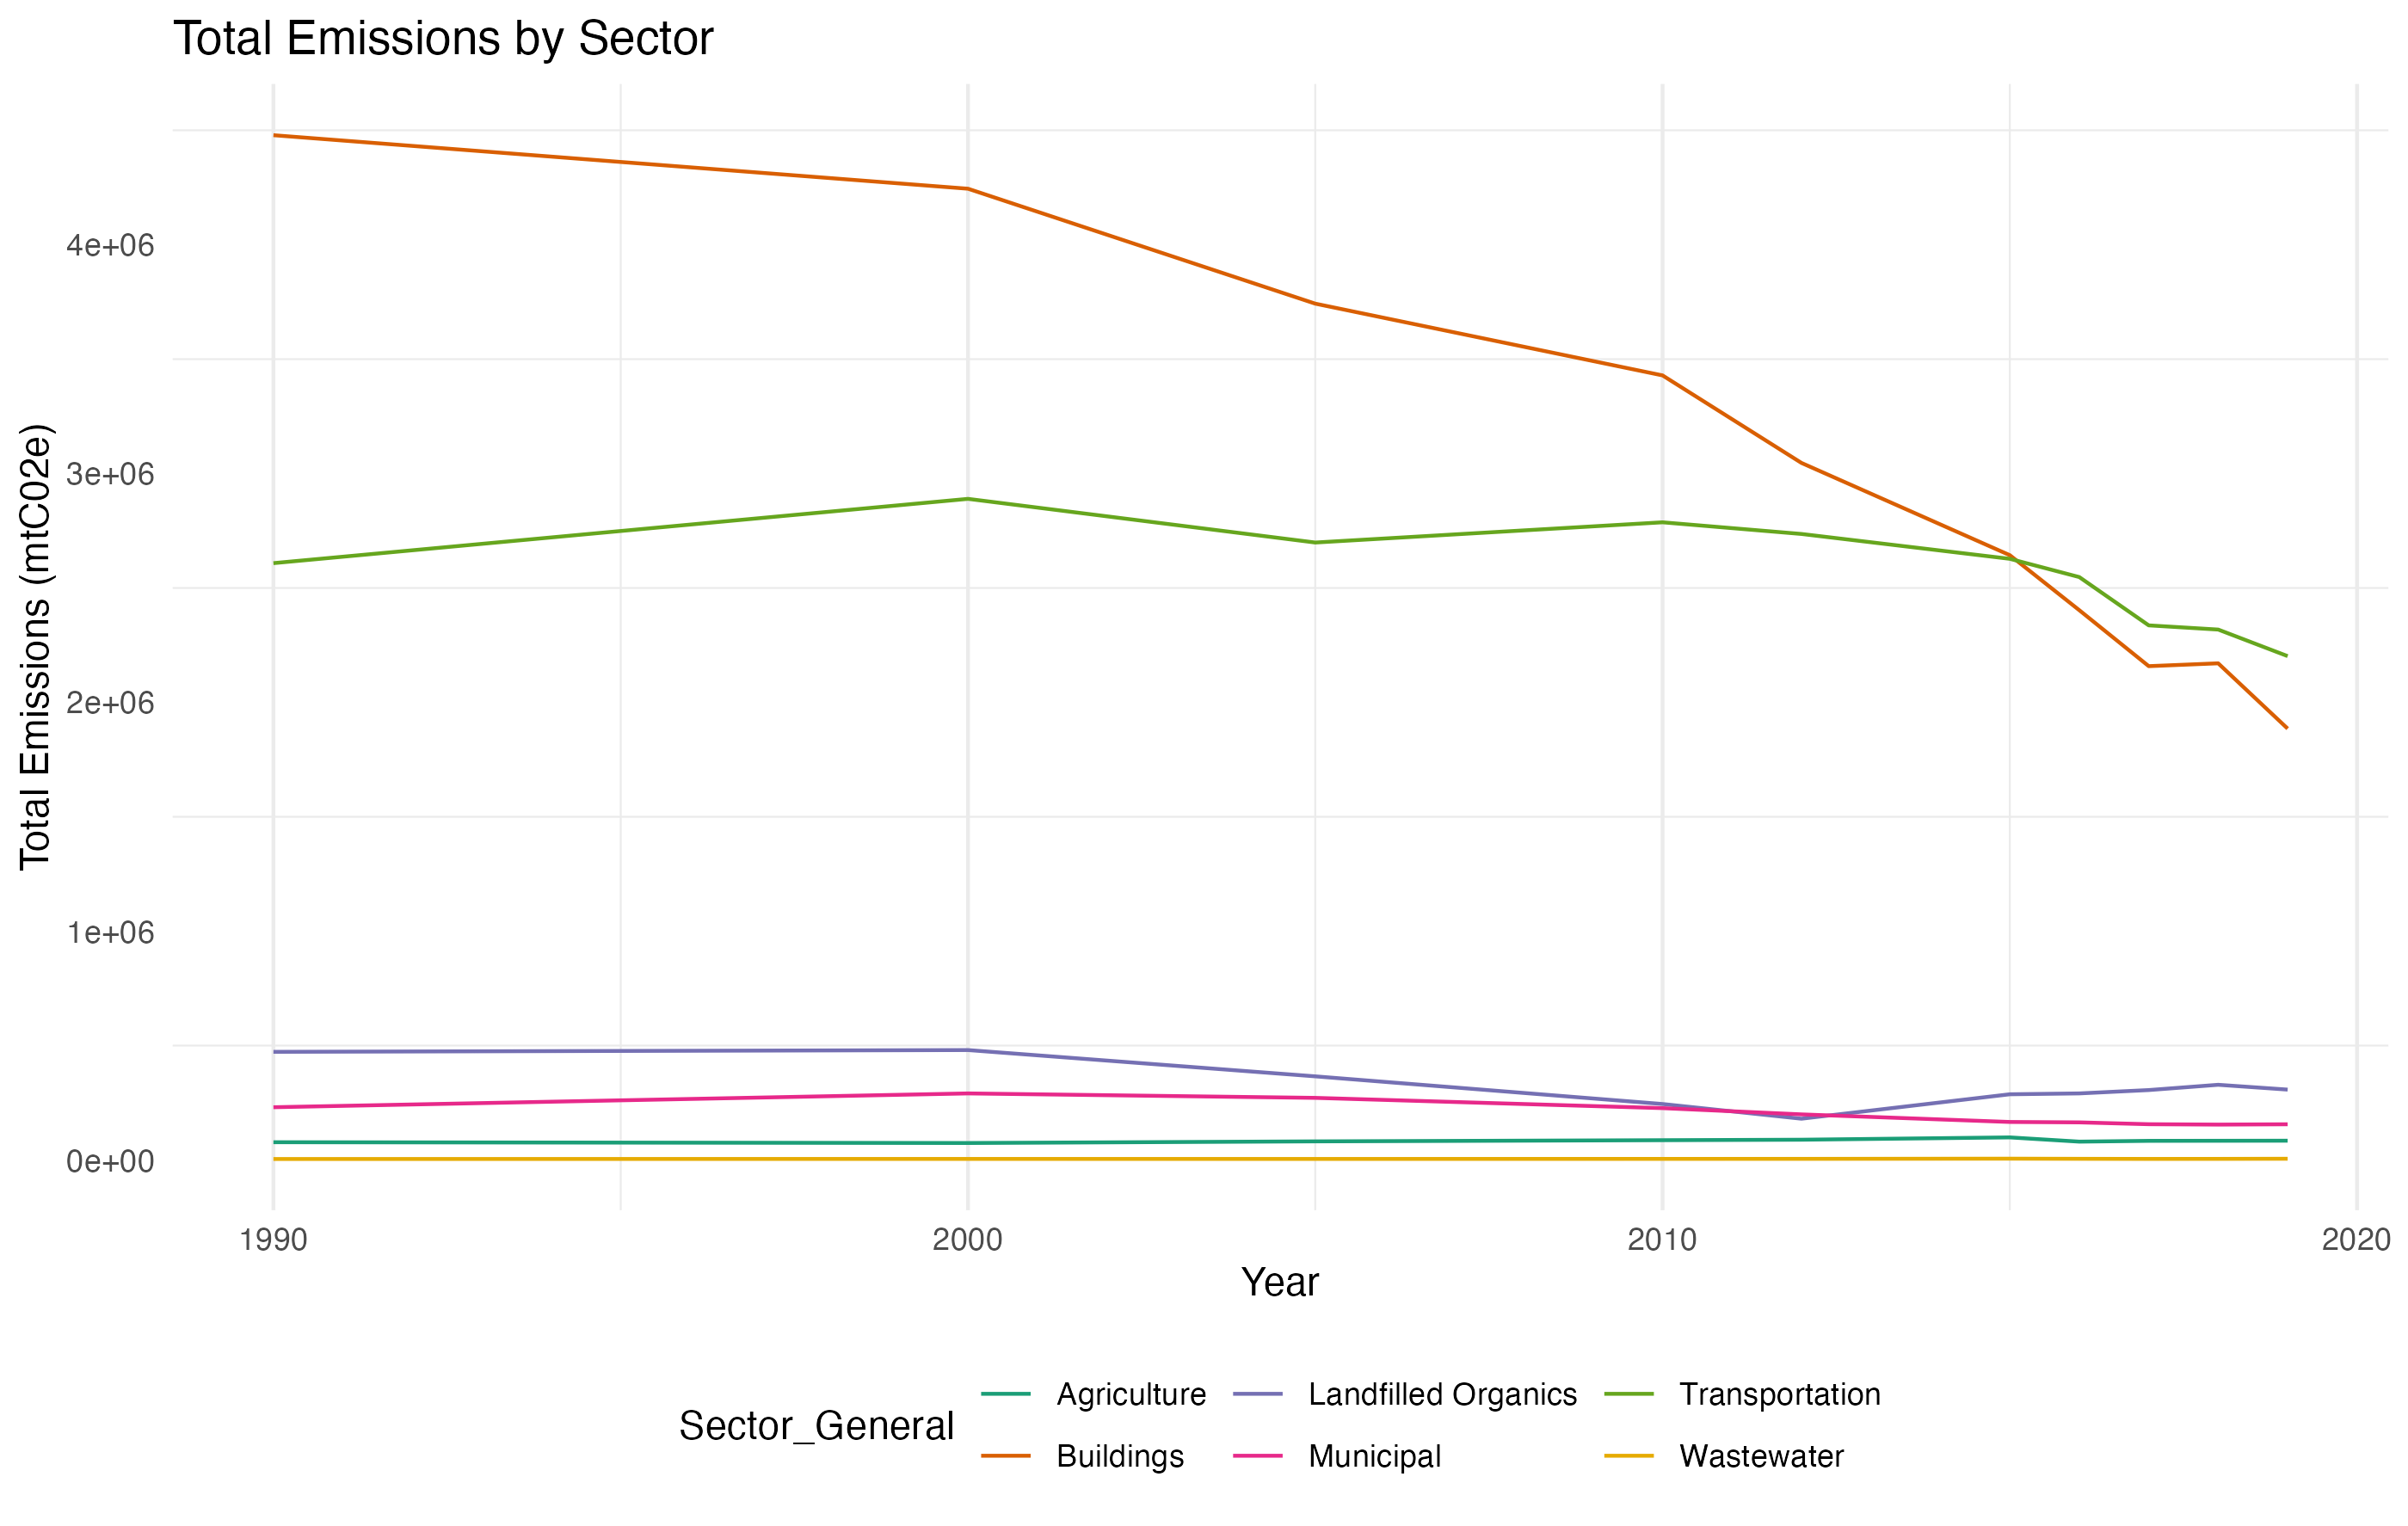 Total Emissions by Sector
Total Emissions (mtC02e)
4e+06
3e+06
2e+06
1e+06
0e+00
1990 2000 2010 2020
Year
Sector_General
Agriculture Landfilled Organics Transportation
Buildings Municipal Wastewater